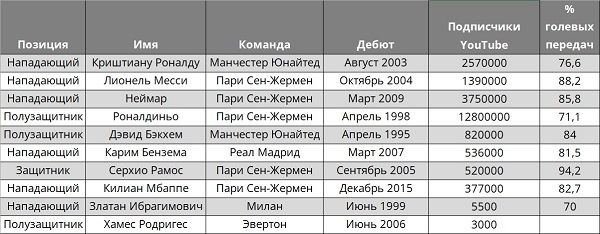 Позиция Имя Команда Дебют Подписчики YouTube % голевых передач
Нападающий Криштиану Роналду Манчестер Юнайтед Август 2003 2570000 76,6
Нападающий Лионель Месси Пари Сен-Жермен Октябрь 2004 1390000 88,2
Нападающий Неймар Пари Сен-Жермен Март 2009 3750000 85,8
Полузащитник Роналдиньо Пари Сен-Жермен Апрель 1998 12800000 71,1
Полузащитник Дэвид Бэкхем Манчестер Юнайтед Апрель 1995 820000 84
Нападающий Карим Бензема Реал Мадрид Март 2007 536000 81,5
Защитник Серхио Рамос Пари Сен-Жермен Сентябрь 2005 520000 94,2
Нападающий Килиан Мбаппе Пари Сен-Жермен Декабрь 2015 377000 82,7
Нападающий Златан Ибрагимович Милан Июнь 1999 5500 70
Полузащитник Хамес Родригес Эвертон Июнь 2006 3000